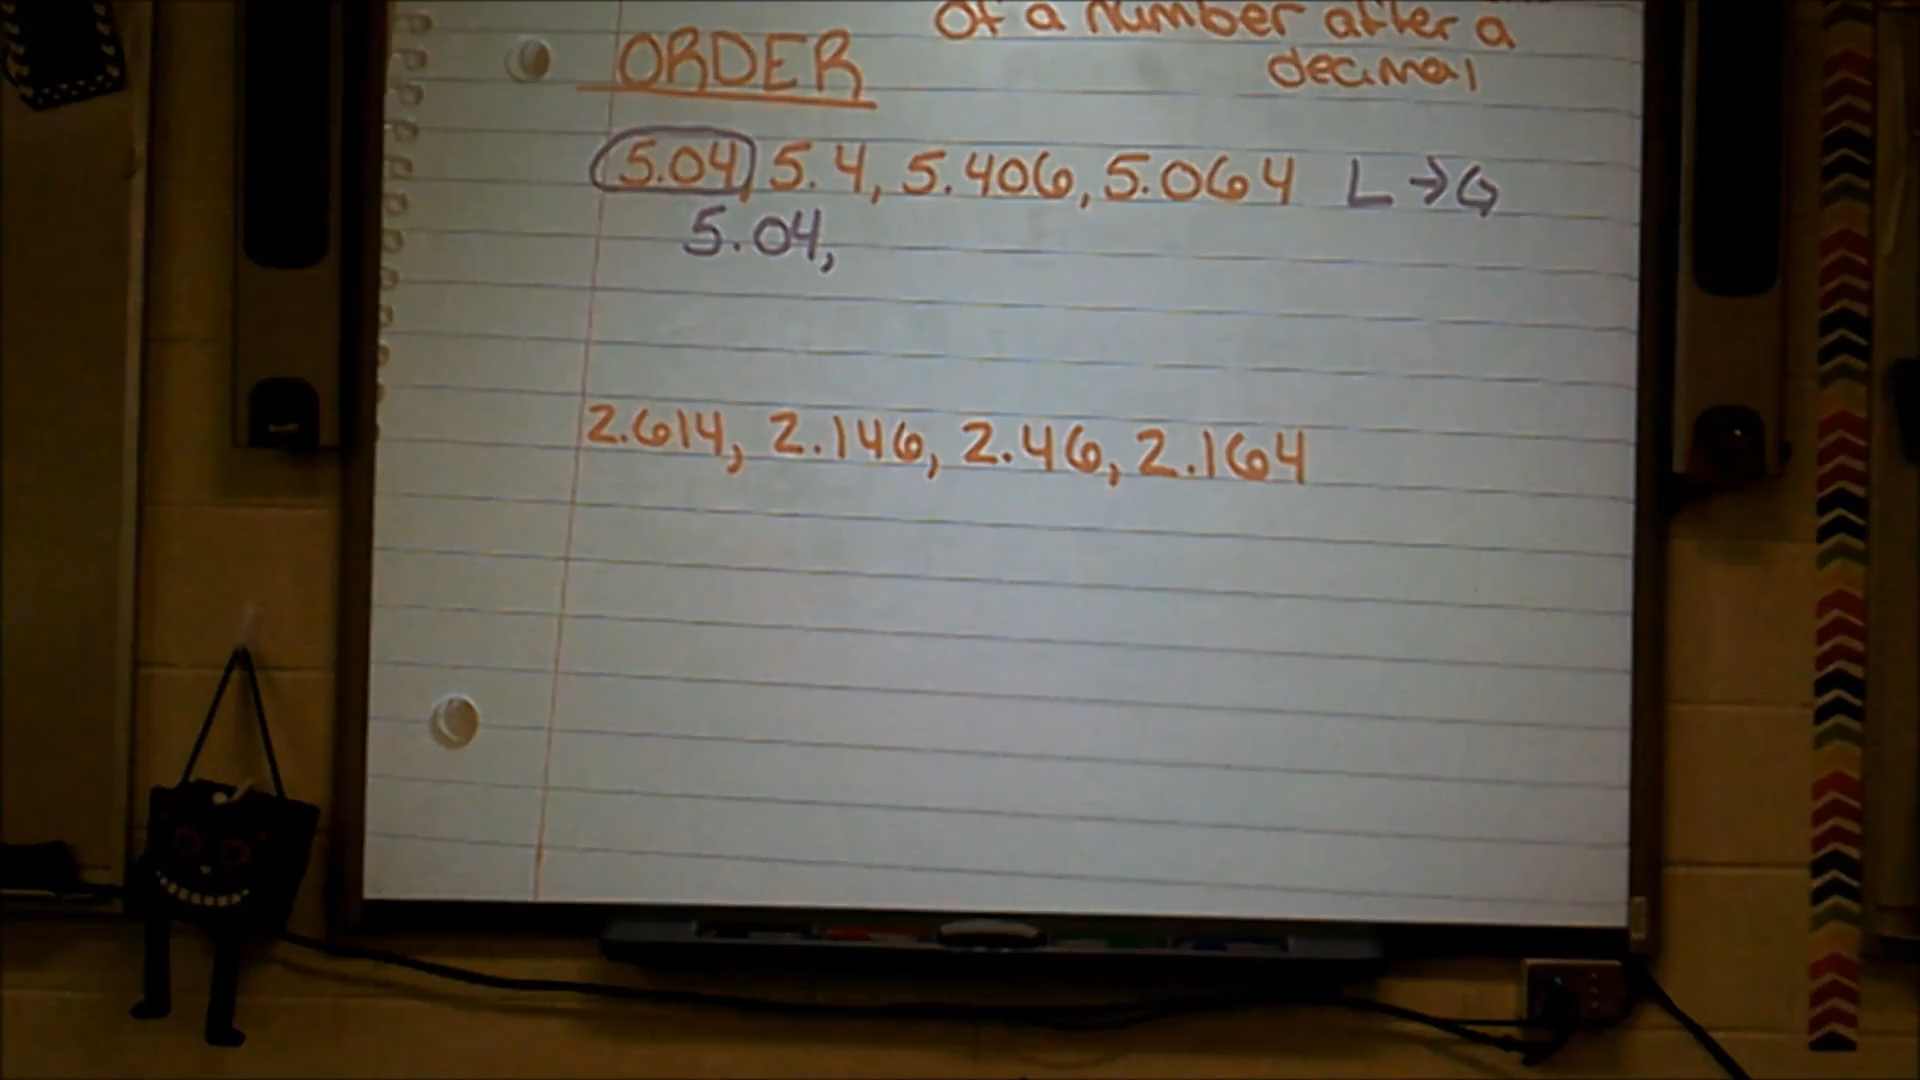 of a number after a
ORDER
decimal
5.04, 5.4, 5.406, 5.064 L → G
5.04,
2.614, 2.146, 2.46, 2.164